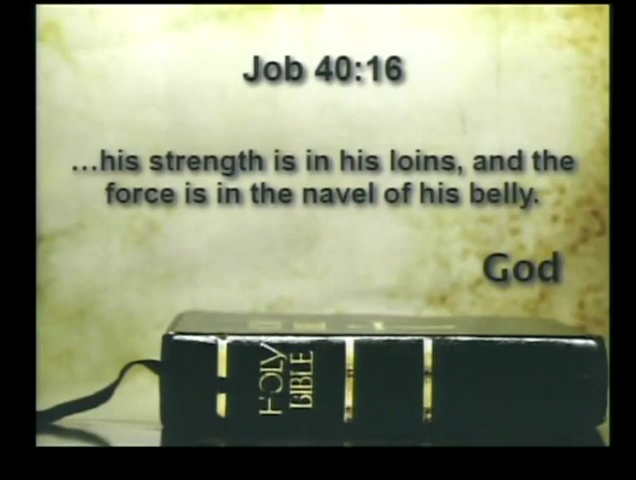 Job 40:16
...his strength is in his loins, and the
force is in the navel of his belly.
God
HOLY
BIBLE